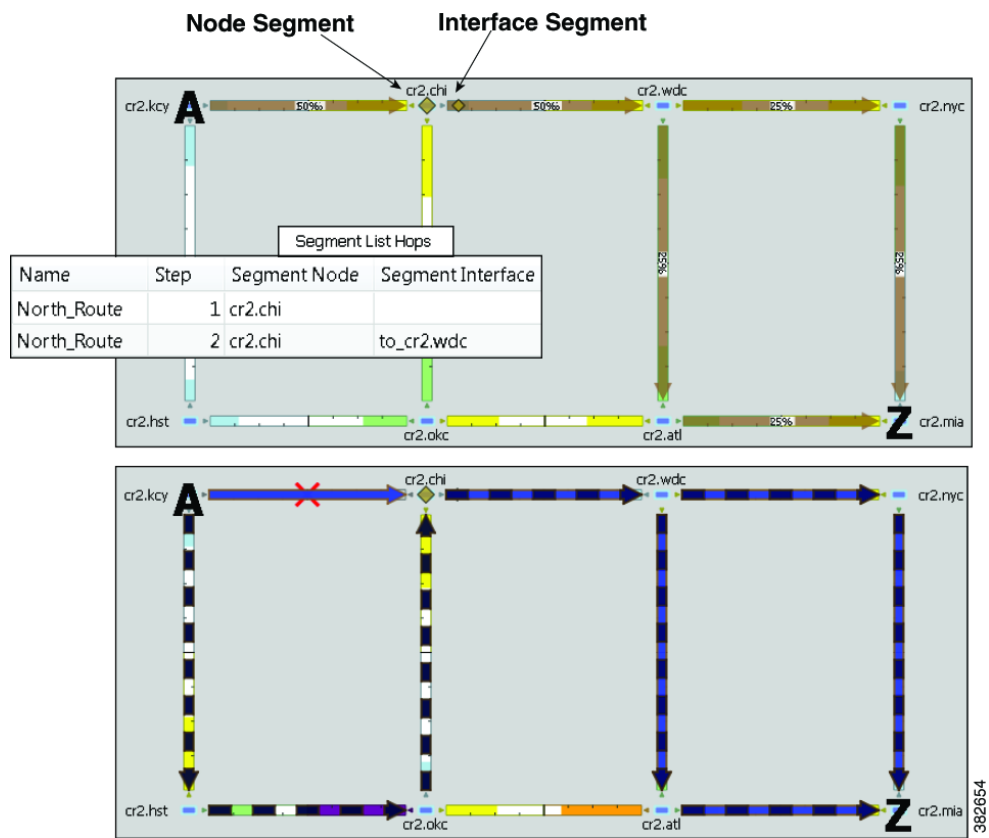 Node Segment
Interface Segment
cr2.chi
cr2.kcy
A
50%
50%
cr2.wdc
25%
cr2.nyc
25%
25%
Segment List Hops
Name Step Segment Node Segment Interface
North_Route 1 cr2.chi
North_Route 2 cr2.chi to_cr2.wdc
cr2.hst
cr2.okc
cr2.atl
25%
Z
cr2.mia
cr2.chi
cr2.wdc
cr2.kcy
A
cr2.nyc
cr2.hst
cr2.okc
cr2.atl
Z
cr2.mia
382654